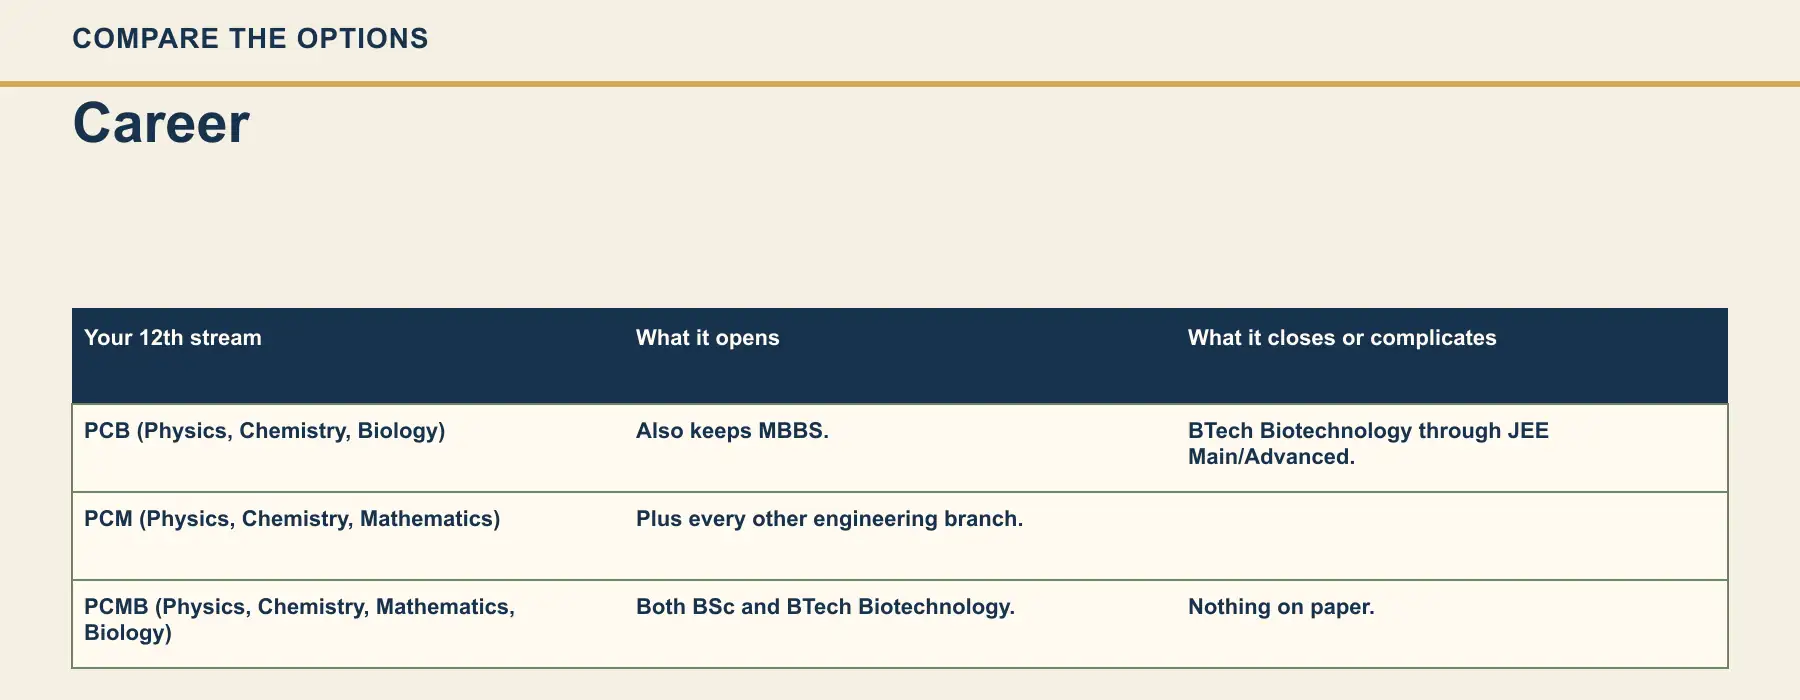 COMPARE THE OPTIONS
Career
Your 12th stream
What it opens
What it closes or complicates
PCB (Physics, Chemistry, Biology)
Also keeps MBBS.
BTech Biotechnology through JEE
Main/Advanced.
PCM (Physics, Chemistry, Mathematics)
Plus every other engineering branch.
PCMB (Physics, Chemistry, Mathematics,
Biology)
Both BSc and BTech Biotechnology.
Nothing on paper.